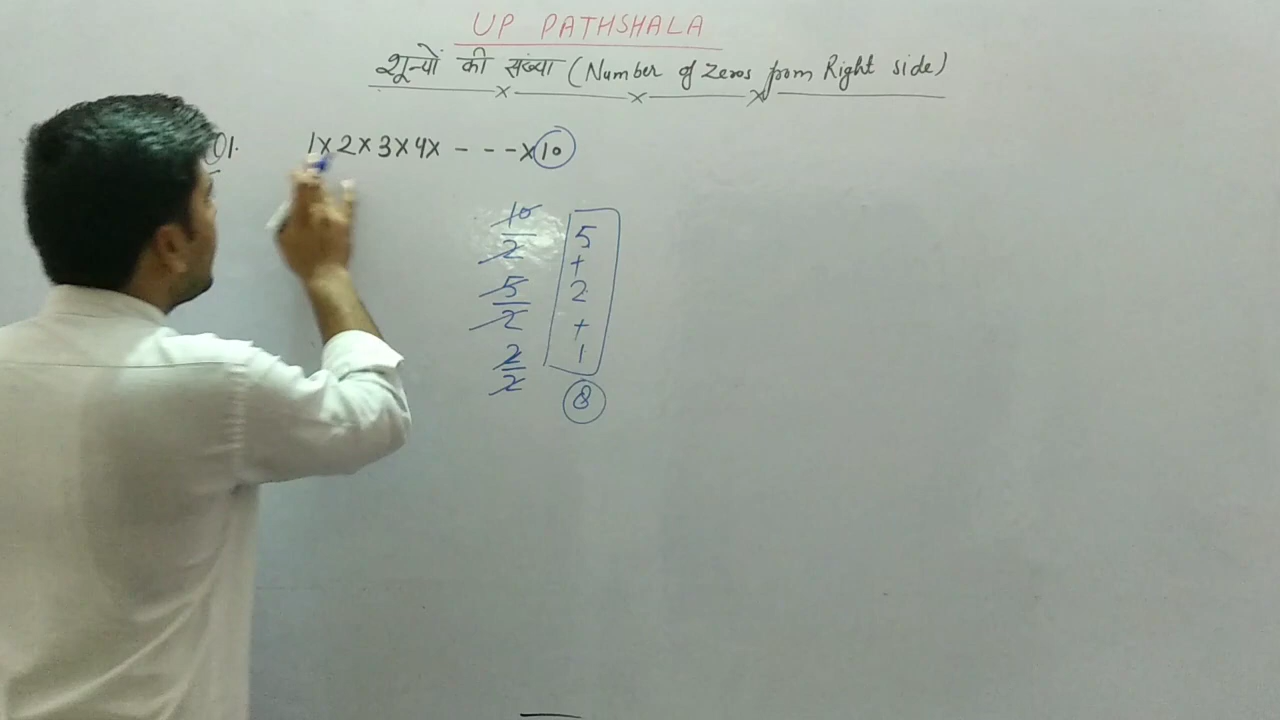 UP PATHSHALA
शून्यों की संख्या (Number of Zeros from Right side)
Q1. 1×2×3×4× - - - ×10
10/2 5
+
5/2 2
+
2/2 1
8